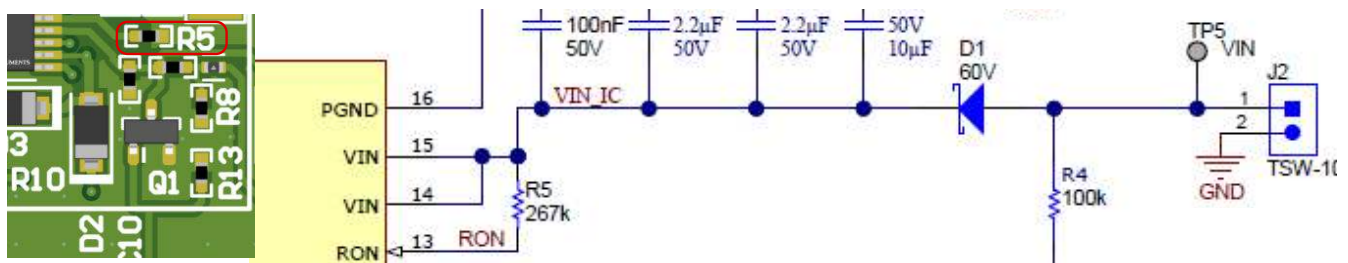 UMENTS
R5
R8
3
R10
Q1
R13
D2
C10
100nF
50V
2.2µF
50V
2.2µF
50V
50V
10µF
D1
60V
TP5
VIN
J2
1
2
TSW-10
GND
R4
100k
VIN_IC
PGND
16
VIN
15
VIN
14
R5
267k
RON
13
RON